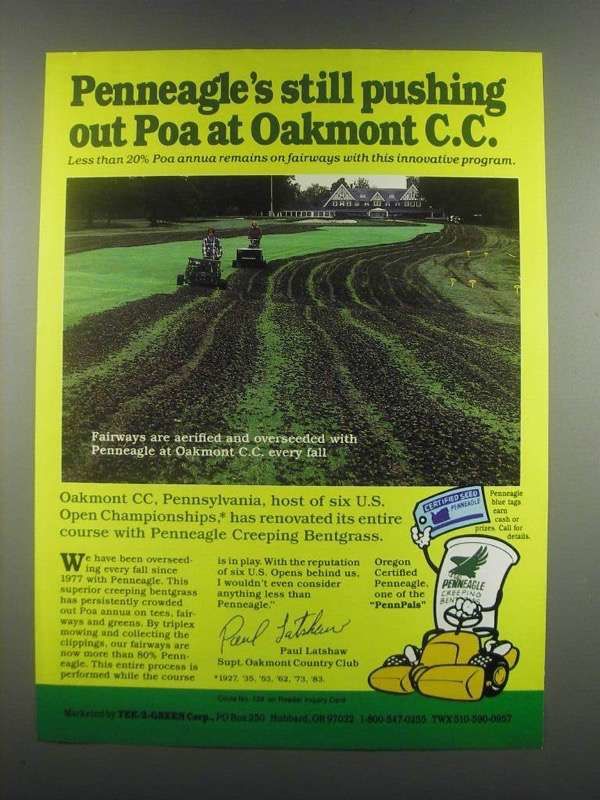 Penneagle's still pushing
out Poa at Oakmont C.C.
Less than 20% Poa annua remains on fairways with this innovative program.
Fairways are aerified and overseeded with
Penneagle at Oakmont C.C. every fall
Oakmont CC, Pennsylvania, host of six U.S.
Open Championships,* has renovated its entire
course with Penneagle Creeping Bentgrass.
We have been overseed-
ing every fall since
1977 with Penneagle. This
superior creeping bentgrass
has persistently crowded
out Poa annua on tees, fair-
ways and greens. By triplex
mowing and collecting the
clippings, our fairways are
now more than 80% Penn-
eagle. This entire process is
performed while the course
is in play. With the reputation
of six U.S. Opens behind us,
I wouldn't even consider
anything less than
Penneagle."
Paul Latshaw
Paul Latshaw
Supt. Oakmont Country Club
*1927, '35, '53, '62, '73, '83.
CERTIFIED SEED
PENNEAGLE
Penneagle
blue tags
earn
cash or
prizes. Call for
details.
Oregon
Certified
Penneagle,
one of the
"PennPals"
PENNEAGLE
CREEPING
Circle No. 124 on Reader Inquiry Card
Marketed by TEE-2-GREEN Corp., PO Box 250 Hubbard, OR 97032 1-800-547-0255 TWX 510-590-0957